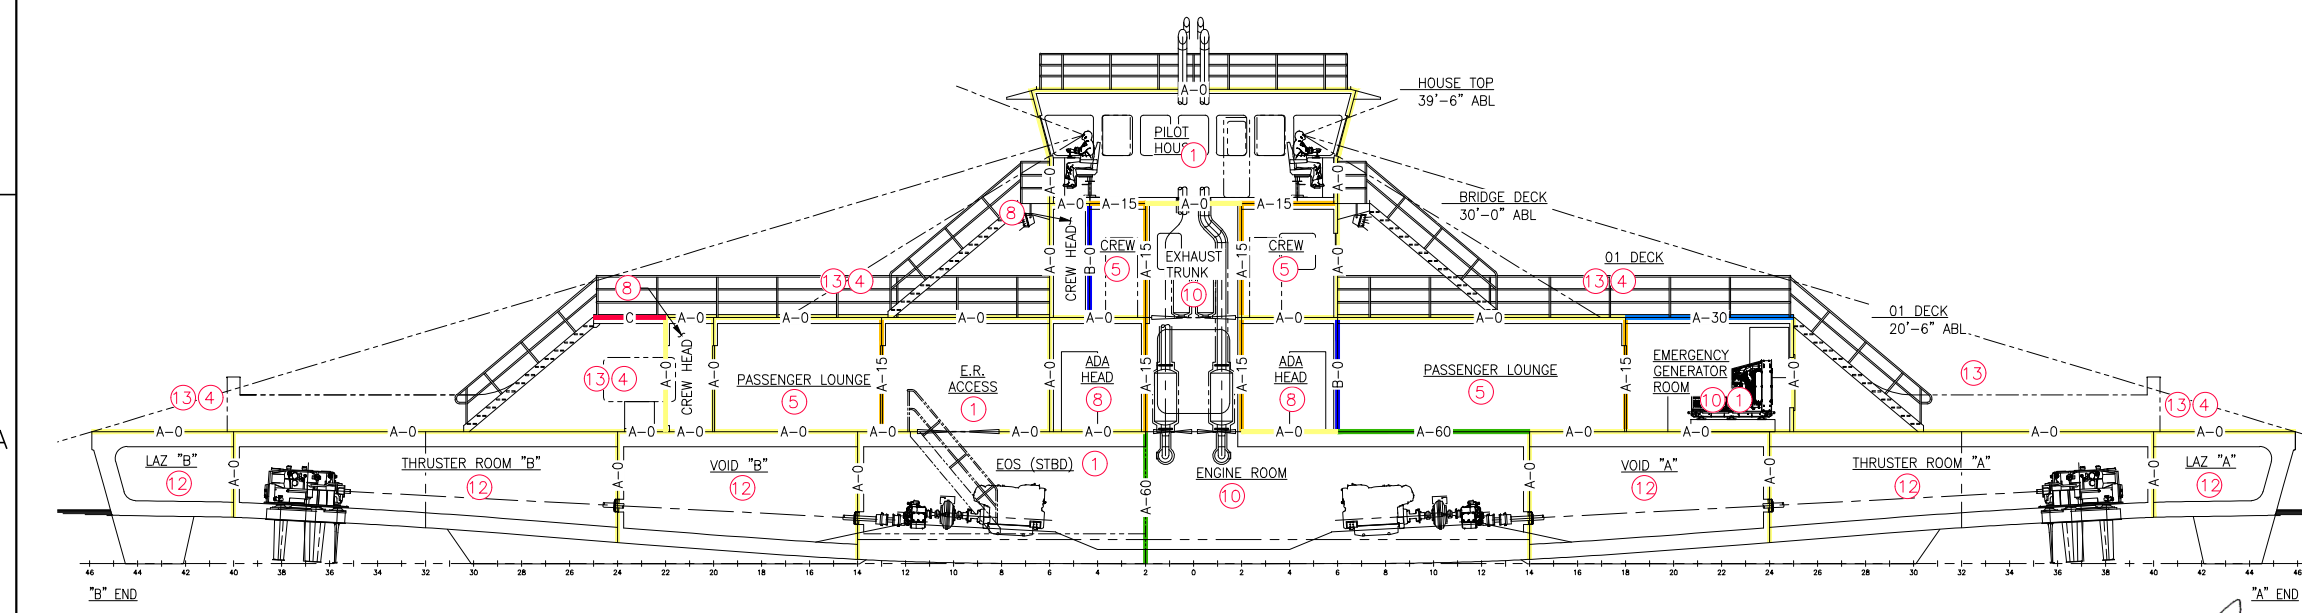 HOUSE TOP
39'-6" ABL
A-0
PILOT
HOUS
1
A-0
A-0
BRIDGE DECK
30'-0" ABL
A-0
A-15
A-0
A-15
8
CREW HEAD
A-0
B-0
CREW
5
A-15
EXHAUST
TRUNK
10
A-15
CREW
5
A-0
13 4
13 4
01 DECK
01 DECK
20'-6" ABL
8
C
A-0
A-0
A-0
A-0
A-0
A-0
A-30
13 4
13 4
A-0
CREW HEAD
A-0
PASSENGER LOUNGE
5
A-15
E.R.
ACCESS
1
A-0
ADA
HEAD
8
A-15
A-15
ADA
HEAD
8
B-0
PASSENGER LOUNGE
5
A-15
EMERGENCY
GENERATOR
ROOM
10 1
A-0
13
13 4
A-0
A-0
A-0
A-0
A-0
A-0
A-0
A-0
A-0
A-60
A-0
A-0
A-0
A-0
LAZ "B"
12
A-0
THRUSTER ROOM "B"
12
A-0
VOID "B"
12
A-0
EOS (STBD)
1
A-60
ENGINE ROOM
10
A-0
VOID "A"
12
A-0
THRUSTER ROOM "A"
12
A-0
LAZ "A"
12
46 44 42 40 38 36 34 32 30 28 26 24 22 20 18 16 14 12 10 8 6 4 2 0 2 4 6 8 10 12 14 16 18 20 22 24 26 28 30 32 34 36 38 40 42 44 46
"B" END
"A" END
A